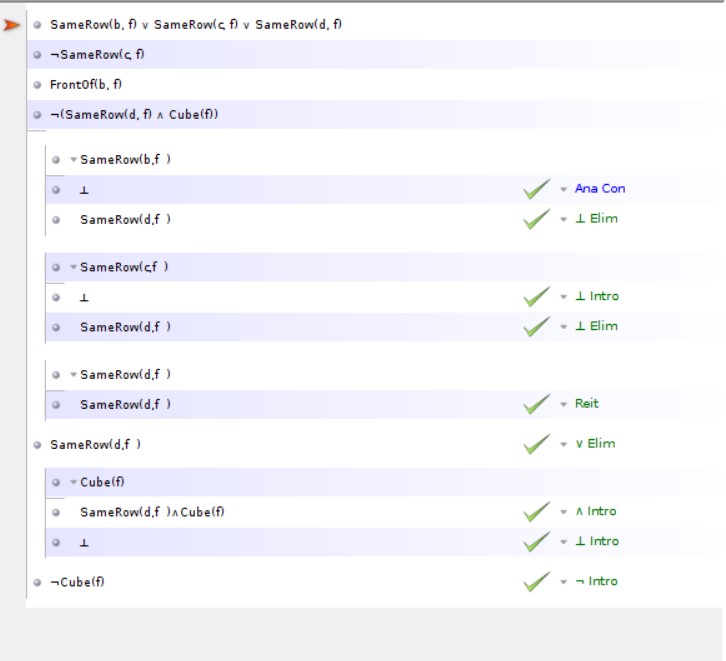 SameRow(b, f) ∨ SameRow(c, f) ∨ SameRow(d, f)
¬SameRow(c, f)
FrontOf(b, f)
¬(SameRow(d, f) ∧ Cube(f))
SameRow(b,f )
⊥ Ana Con
SameRow(d,f ) ⊥ Elim
SameRow(c,f )
⊥ ⊥ Intro
SameRow(d,f ) ⊥ Elim
SameRow(d,f )
SameRow(d,f ) Reit
SameRow(d,f ) ∨ Elim
Cube(f)
SameRow(d,f )∧Cube(f) ∧ Intro
⊥ ⊥ Intro
¬Cube(f) ¬ Intro